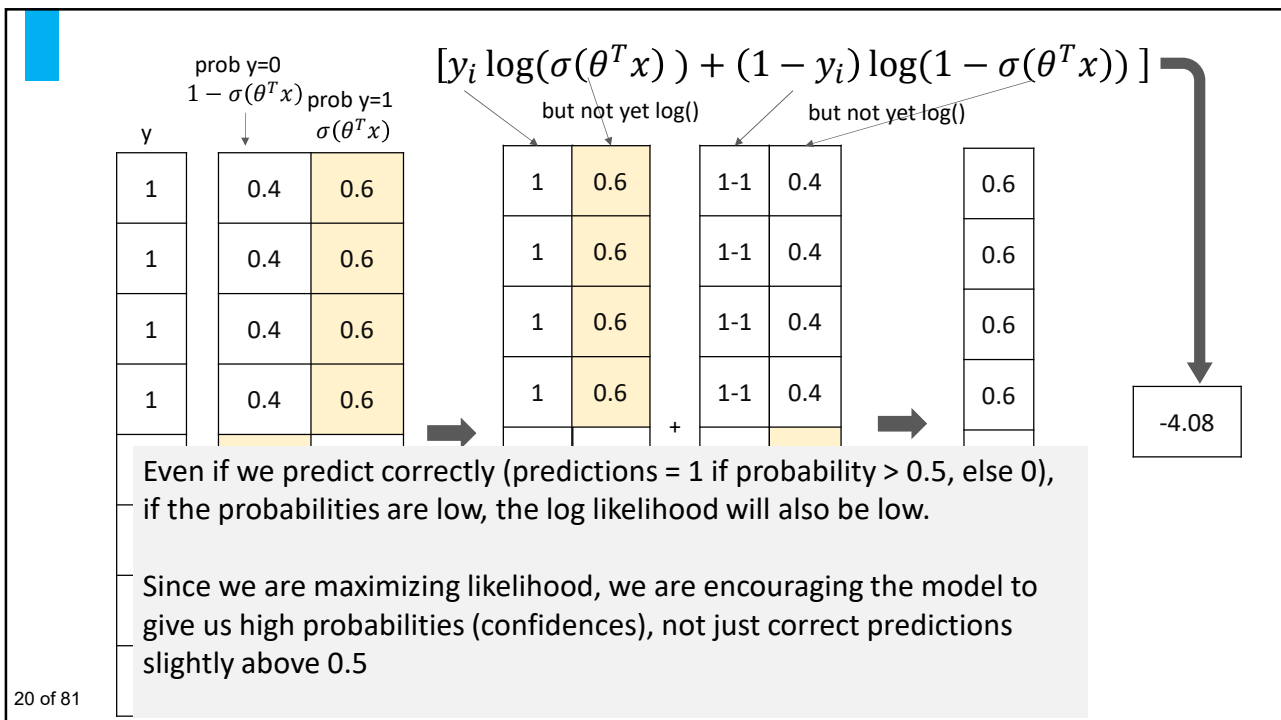 [y_i log(σ(θ^T x) ) + (1 − y_i) log(1 − σ(θ^T x)) ]
prob y=0
1 − σ(θ^T x)
prob y=1
σ(θ^T x)
but not yet log()
but not yet log()
y
1 0.4 0.6 1 0.6 1-1 0.4 0.6
1 0.4 0.6 1 0.6 1-1 0.4 0.6
1 0.4 0.6 1 0.6 1-1 0.4 0.6
1 0.4 0.6 1 0.6 1-1 0.4 0.6
+
-4.08
Even if we predict correctly (predictions = 1 if probability > 0.5, else 0),
if the probabilities are low, the log likelihood will also be low.
Since we are maximizing likelihood, we are encouraging the model to
give us high probabilities (confidences), not just correct predictions
slightly above 0.5
20 of 81